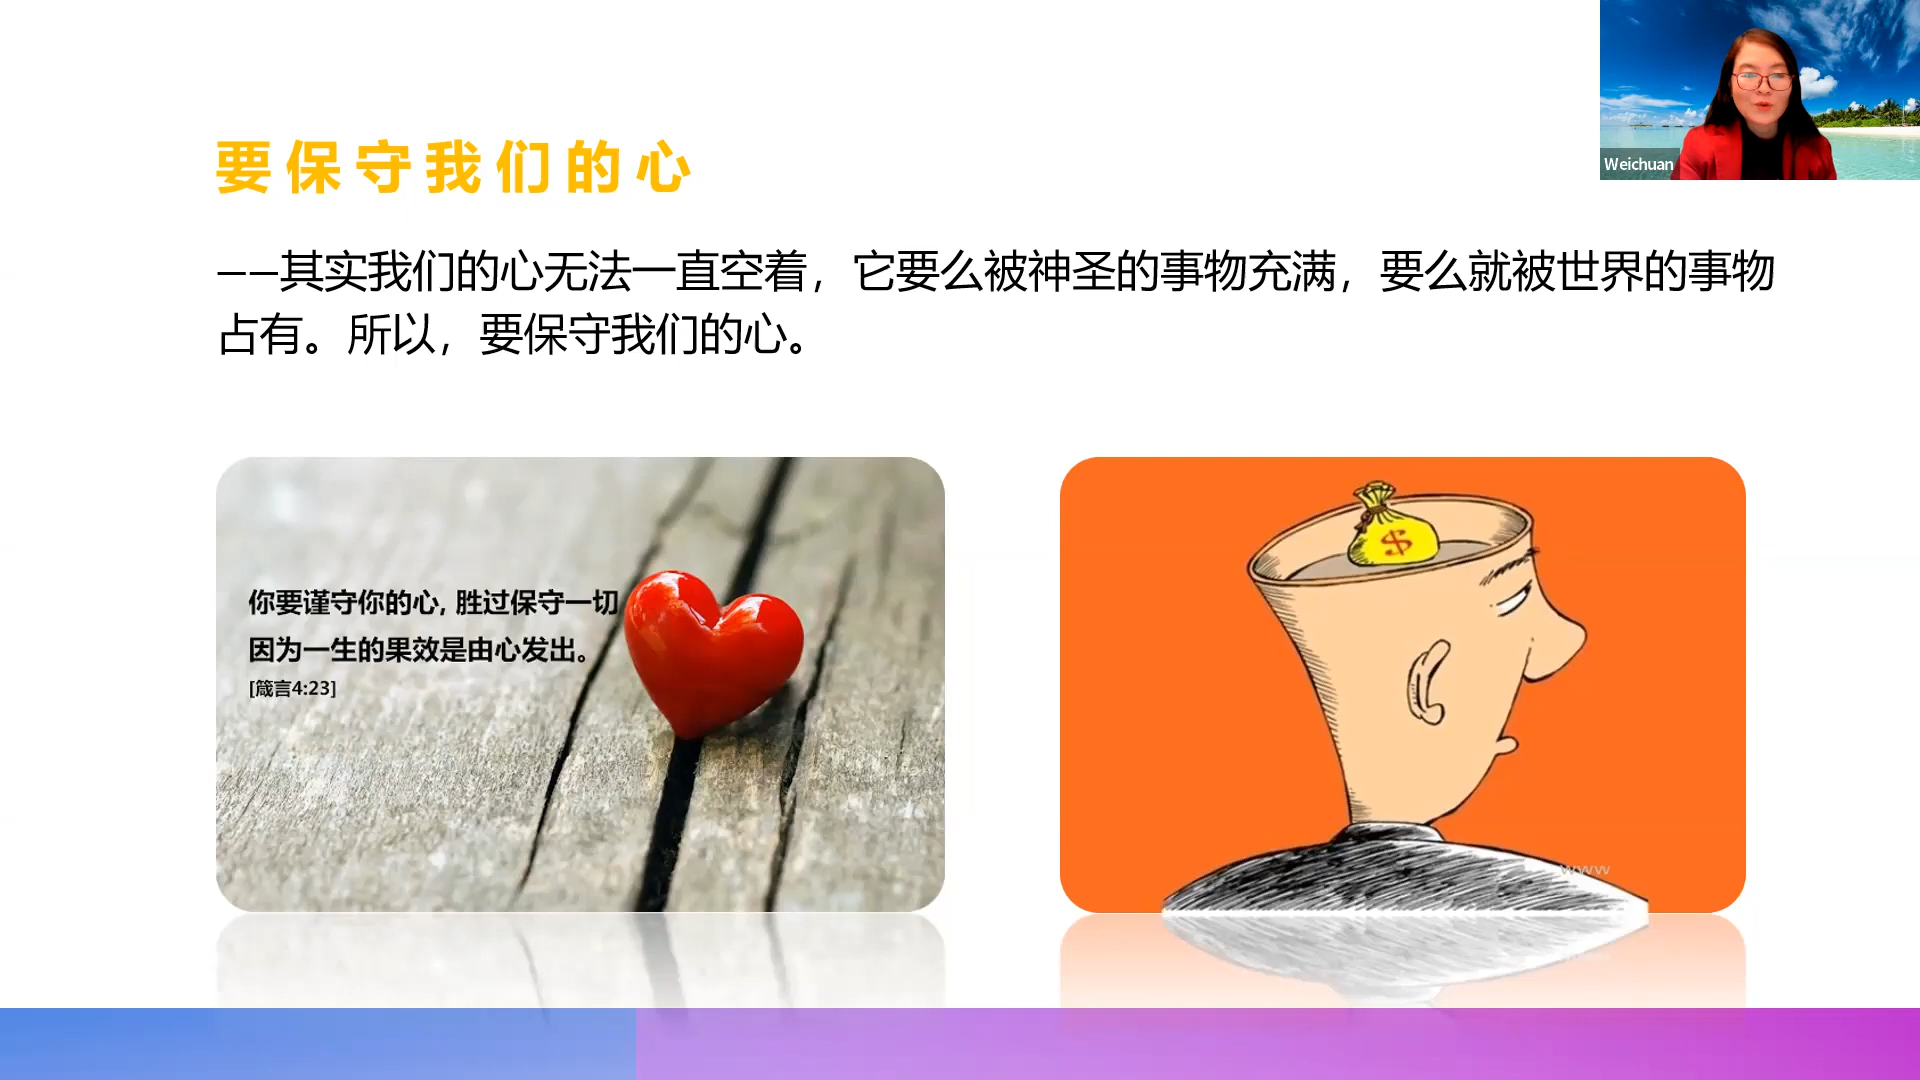 要保守我们的心
——其实我们的心无法一直空着，它要么被神圣的事物充满，要么就被世界的事物
占有。所以，要保守我们的心。
你要谨守你的心, 胜过保守一切
因为一生的果效是由心发出。
[箴言4:23]
$
www
Weichuan